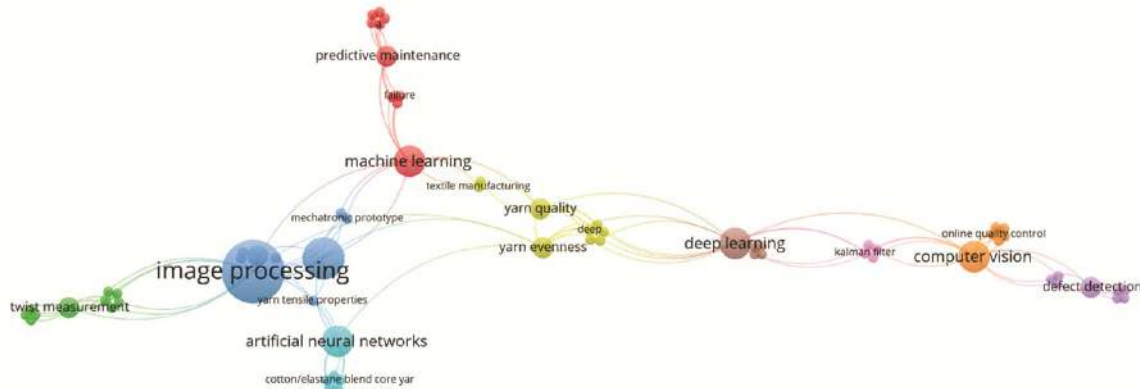 predictive maintenance
failure
machine learning
textile manufacturing
yarn quality
mechatronic prototype
deep
yarn evenness
deep learning
kalman filter
online quality control
computer vision
image processing
defect detection
yarn tensile properties
twist measurement
artificial neural networks
cotton/elastane blend core yar